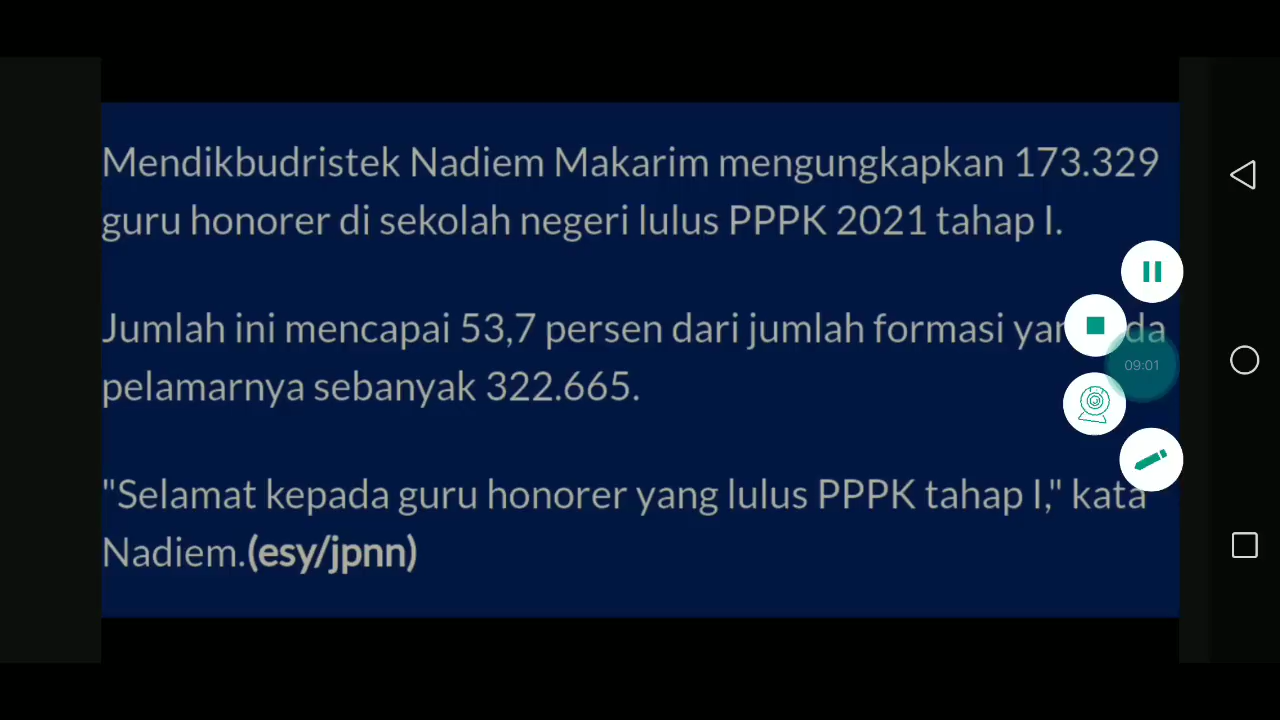 Mendikbudristek Nadiem Makarim mengungkapkan 173.329
guru honorer di sekolah negeri lulus PPPK 2021 tahap I.
Jumlah ini mencapai 53,7 persen dari jumlah formasi
pelamarnya sebanyak 322.665.
09:01
"Selamat kepada guru honorer yang lulus PPPK tahap I," kata
Nadiem.(esy/jpnn)